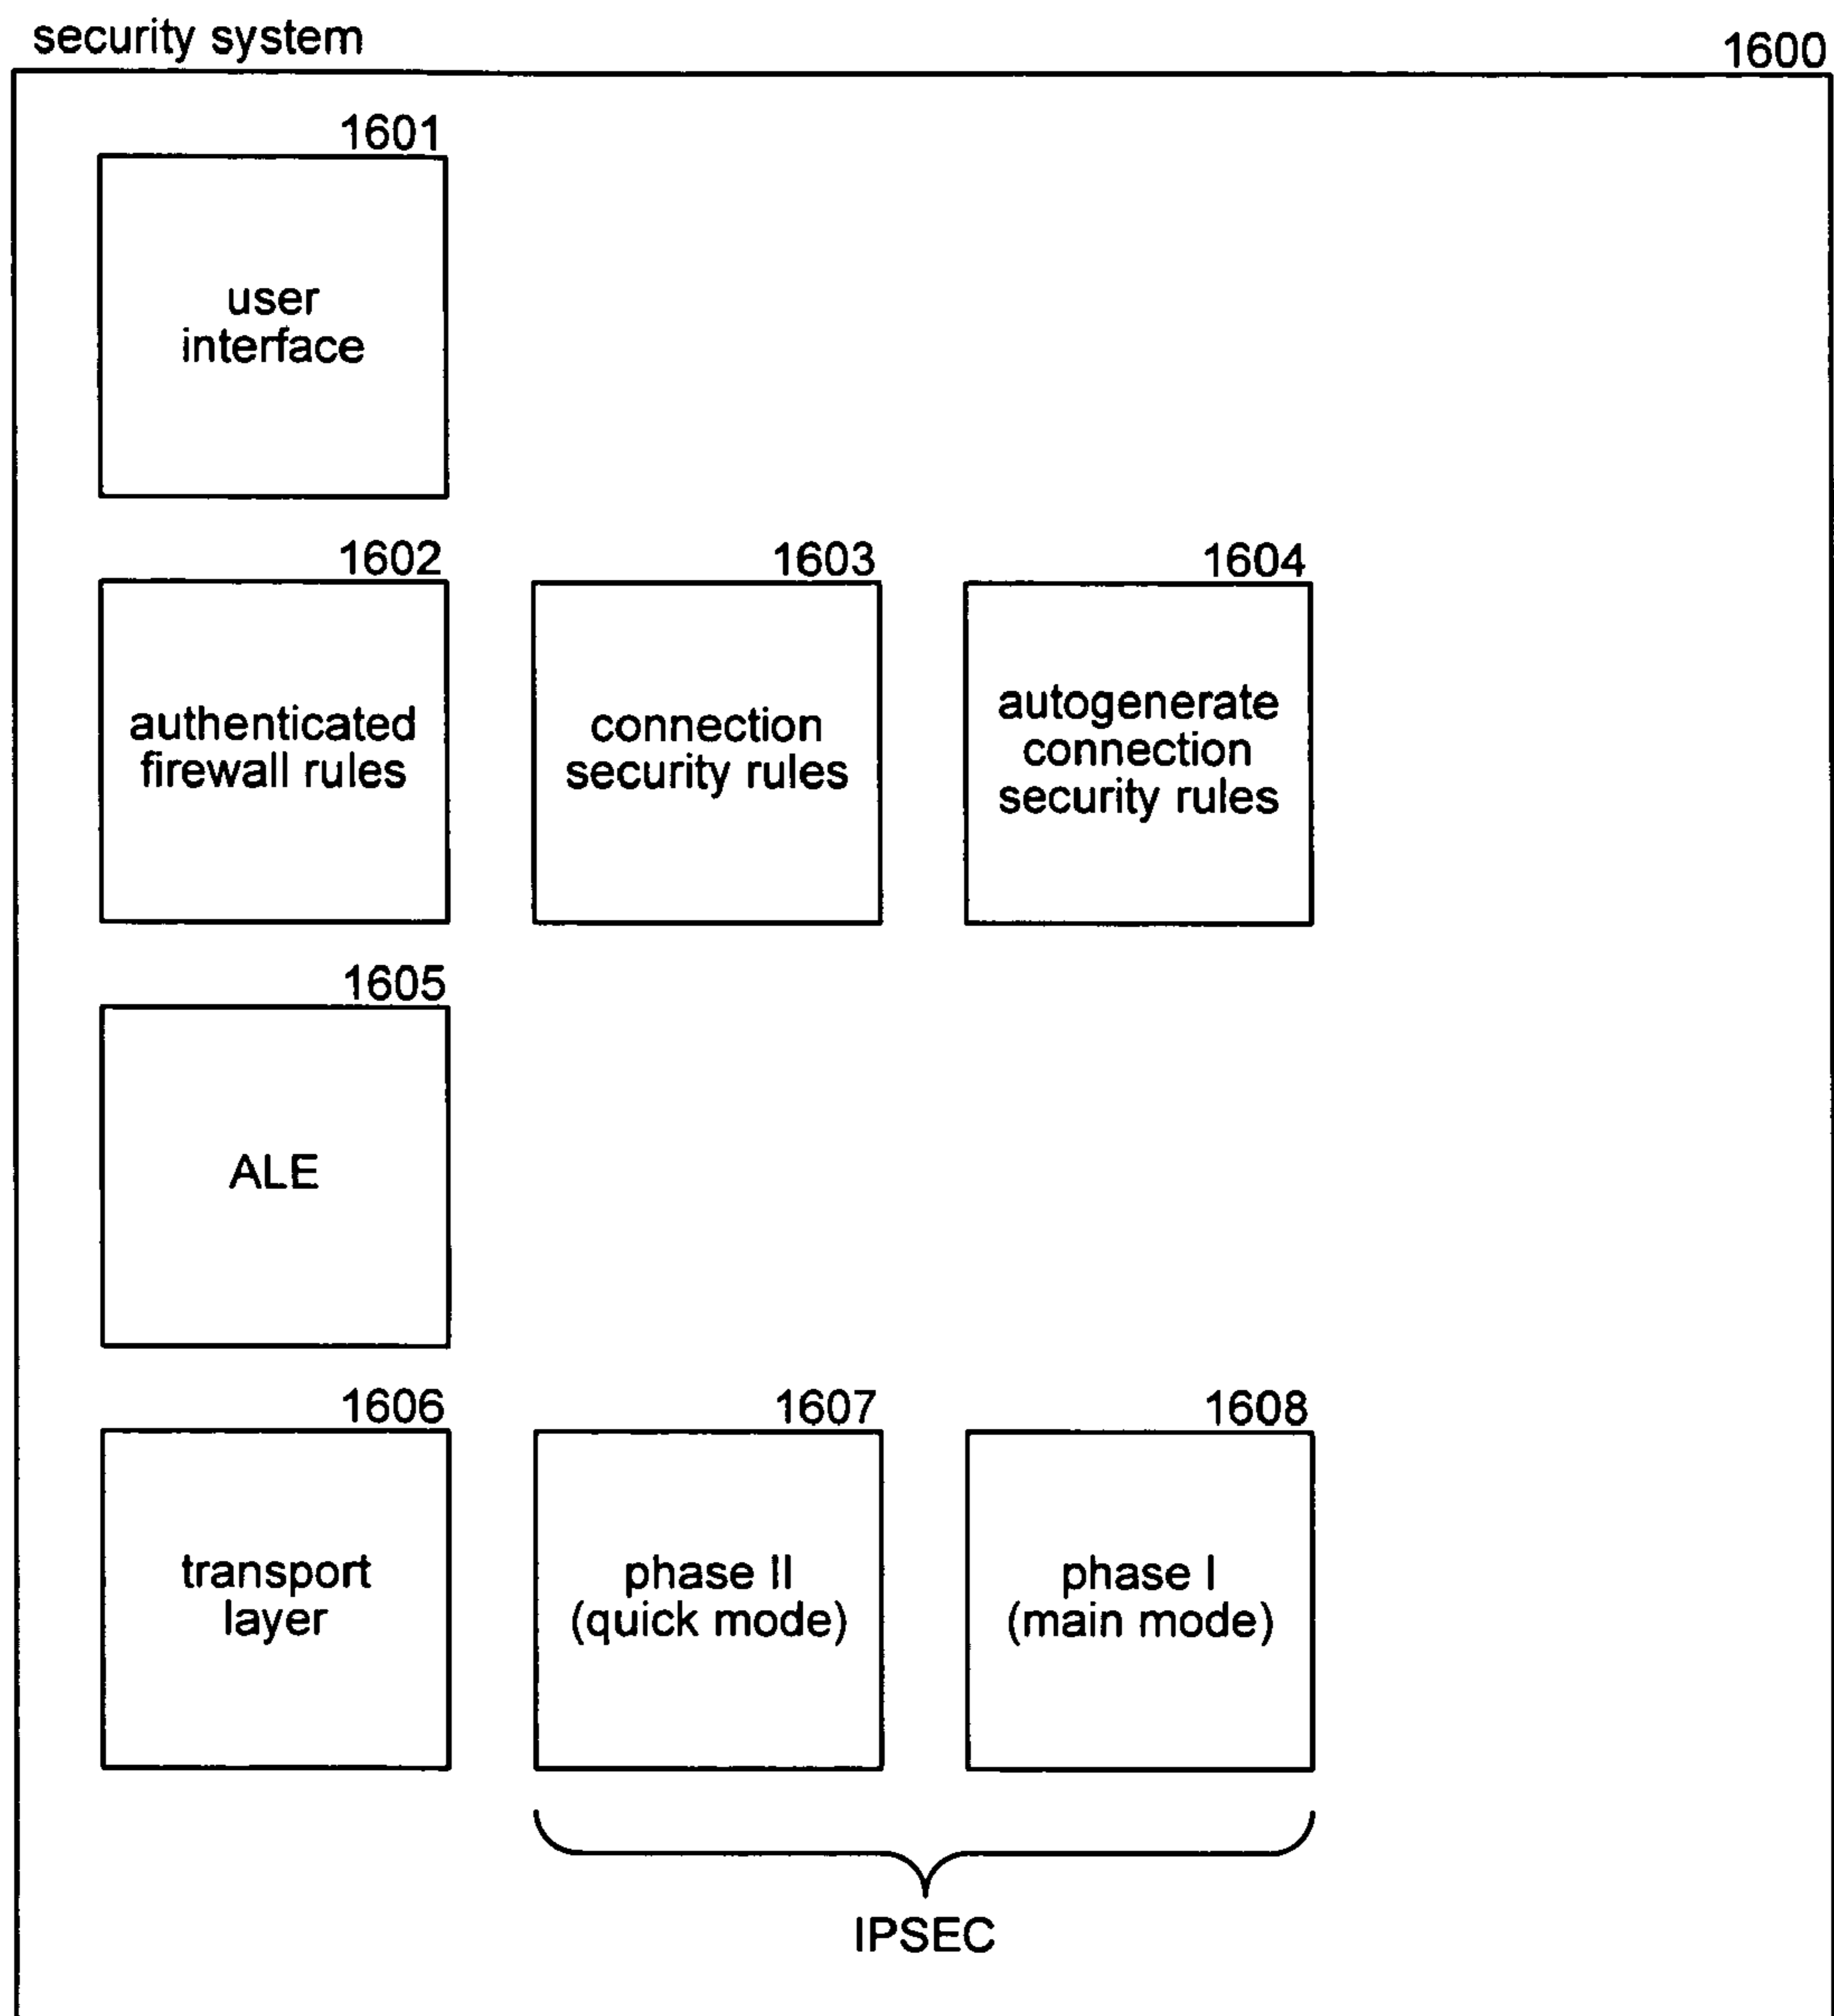 security system
1600
1601
user
interface
1602
1603
1604
authenticated
firewall rules
connection
security rules
autogenerate
connection
security rules
1605
ALE
1606
1607
1608
transport
layer
phase II
(quick mode)
phase I
(main mode)
IPSEC